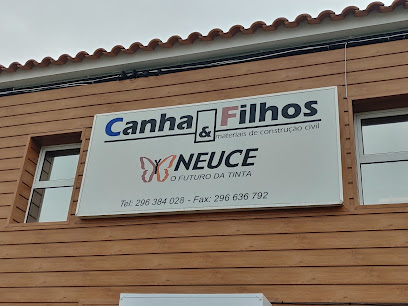 Canha & Filhos
materiais de construção civil
NEUCE
O FUTURO DA TINTA
Tel: 296 384 028 - Fax: 296 636 792